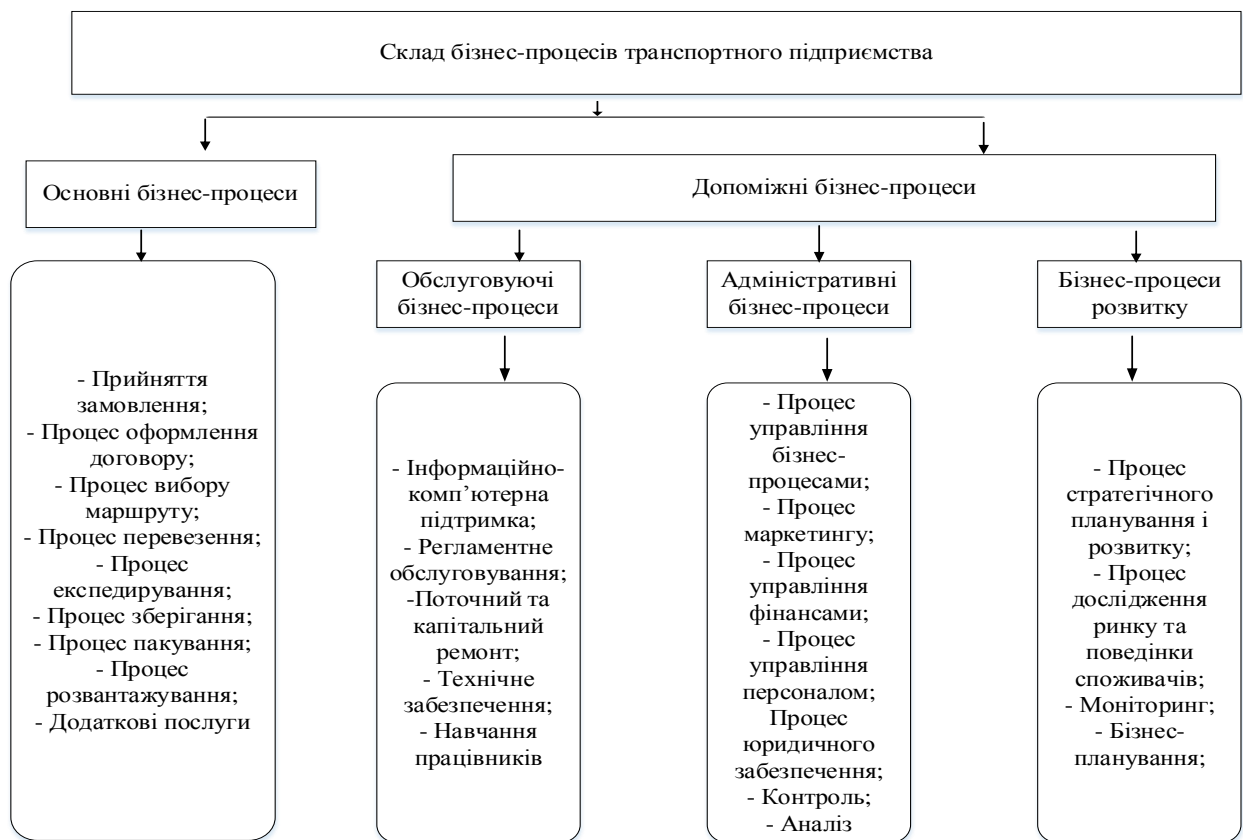 Склад бізнес-процесів транспортного підприємства
Основні бізнес-процеси
Допоміжні бізнес-процеси
Обслуговуючі
бізнес-процеси
Адміністративні
бізнес-процеси
Бізнес-процеси
розвитку
- Прийняття
замовлення;
- Процес оформлення
договору;
- Процес вибору
маршруту;
- Процес перевезення;
- Процес
експедирування;
- Процес зберігання;
- Процес пакування;
- Процес
розвантажування;
- Додаткові послуги
- Інформаційно-
комп’ютерна
підтримка;
- Регламентне
обслуговування;
-Поточний та
капітальний
ремонт;
- Технічне
забезпечення;
- Навчання
працівників
- Процес
управління
бізнес-
процесами;
- Процес
маркетингу;
- Процес
управління
фінансами;
- Процес
управління
персоналом;
Процес
юридичного
забезпечення;
- Контроль;
- Аналіз
- Процес
стратегічного
планування і
розвитку;
- Процес
дослідження
ринку та
поведінки
споживачів;
- Моніторинг;
- Бізнес-
планування;